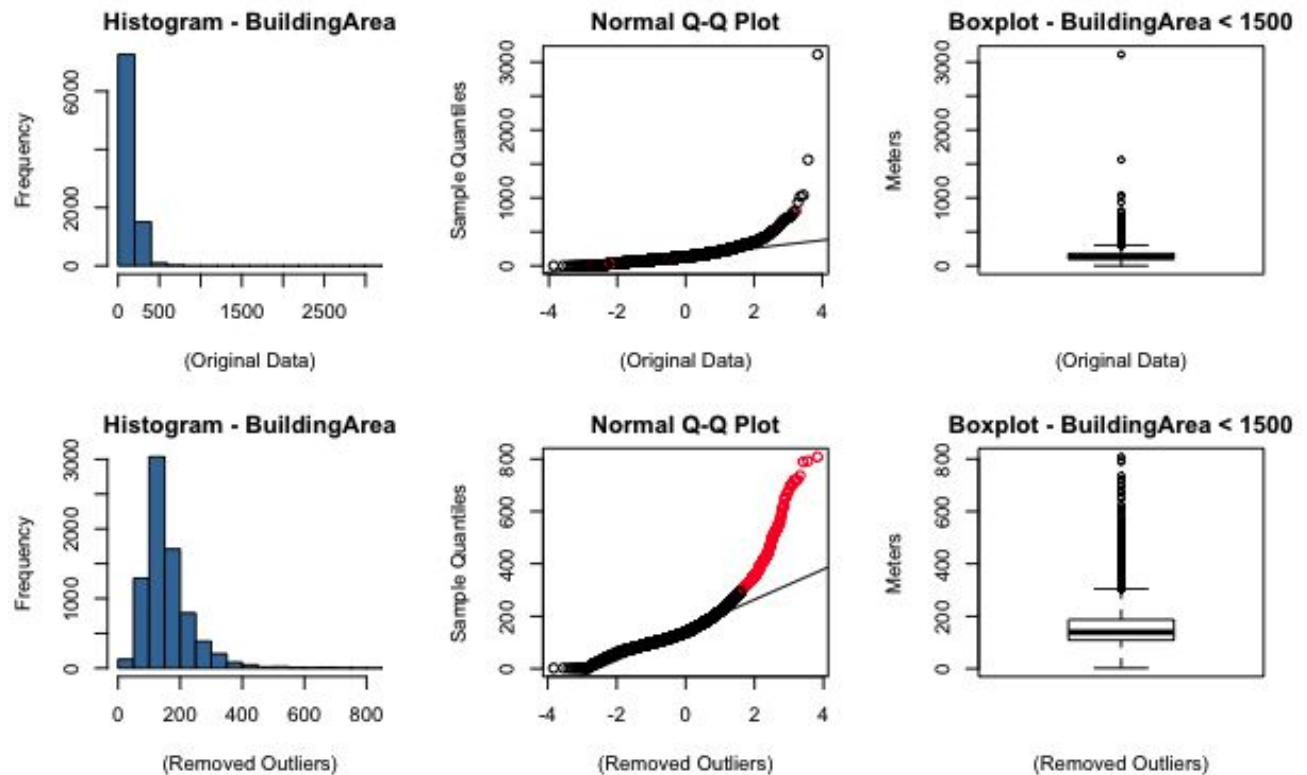 Histogram - BuildingArea
Frequency
0 2000 6000
0 500 1500 2500
(Original Data)
Normal Q-Q Plot
Sample Quantiles
0 1000 2000 3000
-4 -2 0 2 4
(Original Data)
Boxplot - BuildingArea < 1500
Meters
0 1000 2000 3000
(Original Data)
Histogram - BuildingArea
Frequency
0 1000 2000 3000
0 200 400 600 800
(Removed Outliers)
Normal Q-Q Plot
Sample Quantiles
0 200 400 600 800
-4 -2 0 2 4
(Removed Outliers)
Boxplot - BuildingArea < 1500
Meters
0 200 400 600 800
(Removed Outliers)